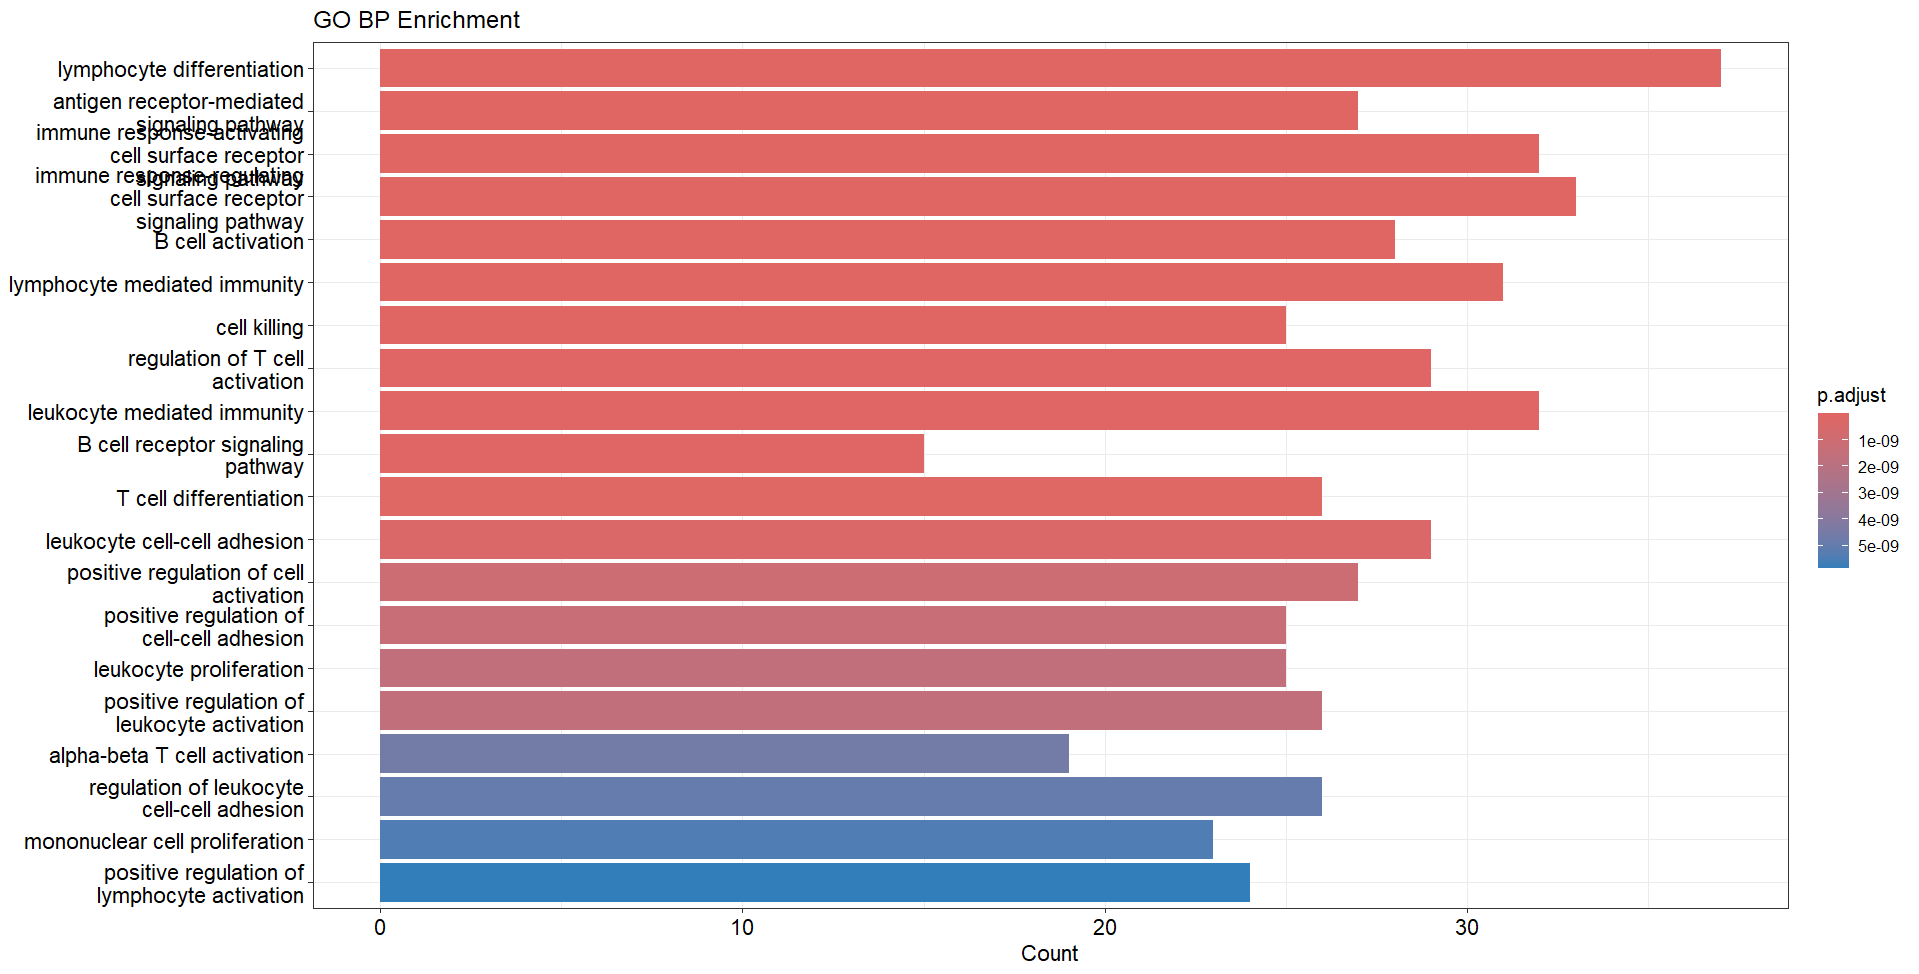 GO BP Enrichment
lymphocyte differentiation
antigen receptor-mediated
signaling pathway
immune response-activating
cell surface receptor
signaling pathway
immune response-regulating
cell surface receptor
signaling pathway
B cell activation
lymphocyte mediated immunity
cell killing
regulation of T cell
activation
leukocyte mediated immunity
B cell receptor signaling
pathway
T cell differentiation
leukocyte cell-cell adhesion
positive regulation of cell
activation
positive regulation of
cell-cell adhesion
leukocyte proliferation
positive regulation of
leukocyte activation
alpha-beta T cell activation
regulation of leukocyte
cell-cell adhesion
mononuclear cell proliferation
positive regulation of
lymphocyte activation
0
10
20
30
Count
p.adjust
1e-09
2e-09
3e-09
4e-09
5e-09